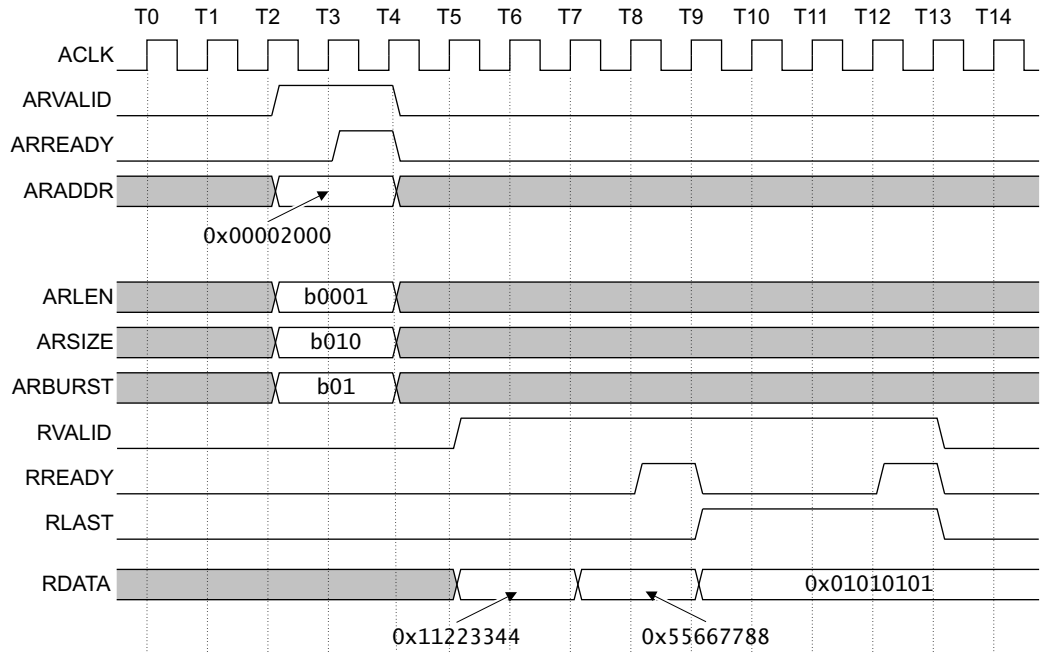 T0 T1 T2 T3 T4 T5 T6 T7 T8 T9 T10 T11 T12 T13 T14
ACLK
ARVALID
ARREADY
ARADDR
0x00002000
ARLEN b0001
ARSIZE b010
ARBURST b01
RVALID
RREADY
RLAST
RDATA 0x01010101
0x11223344 0x55667788